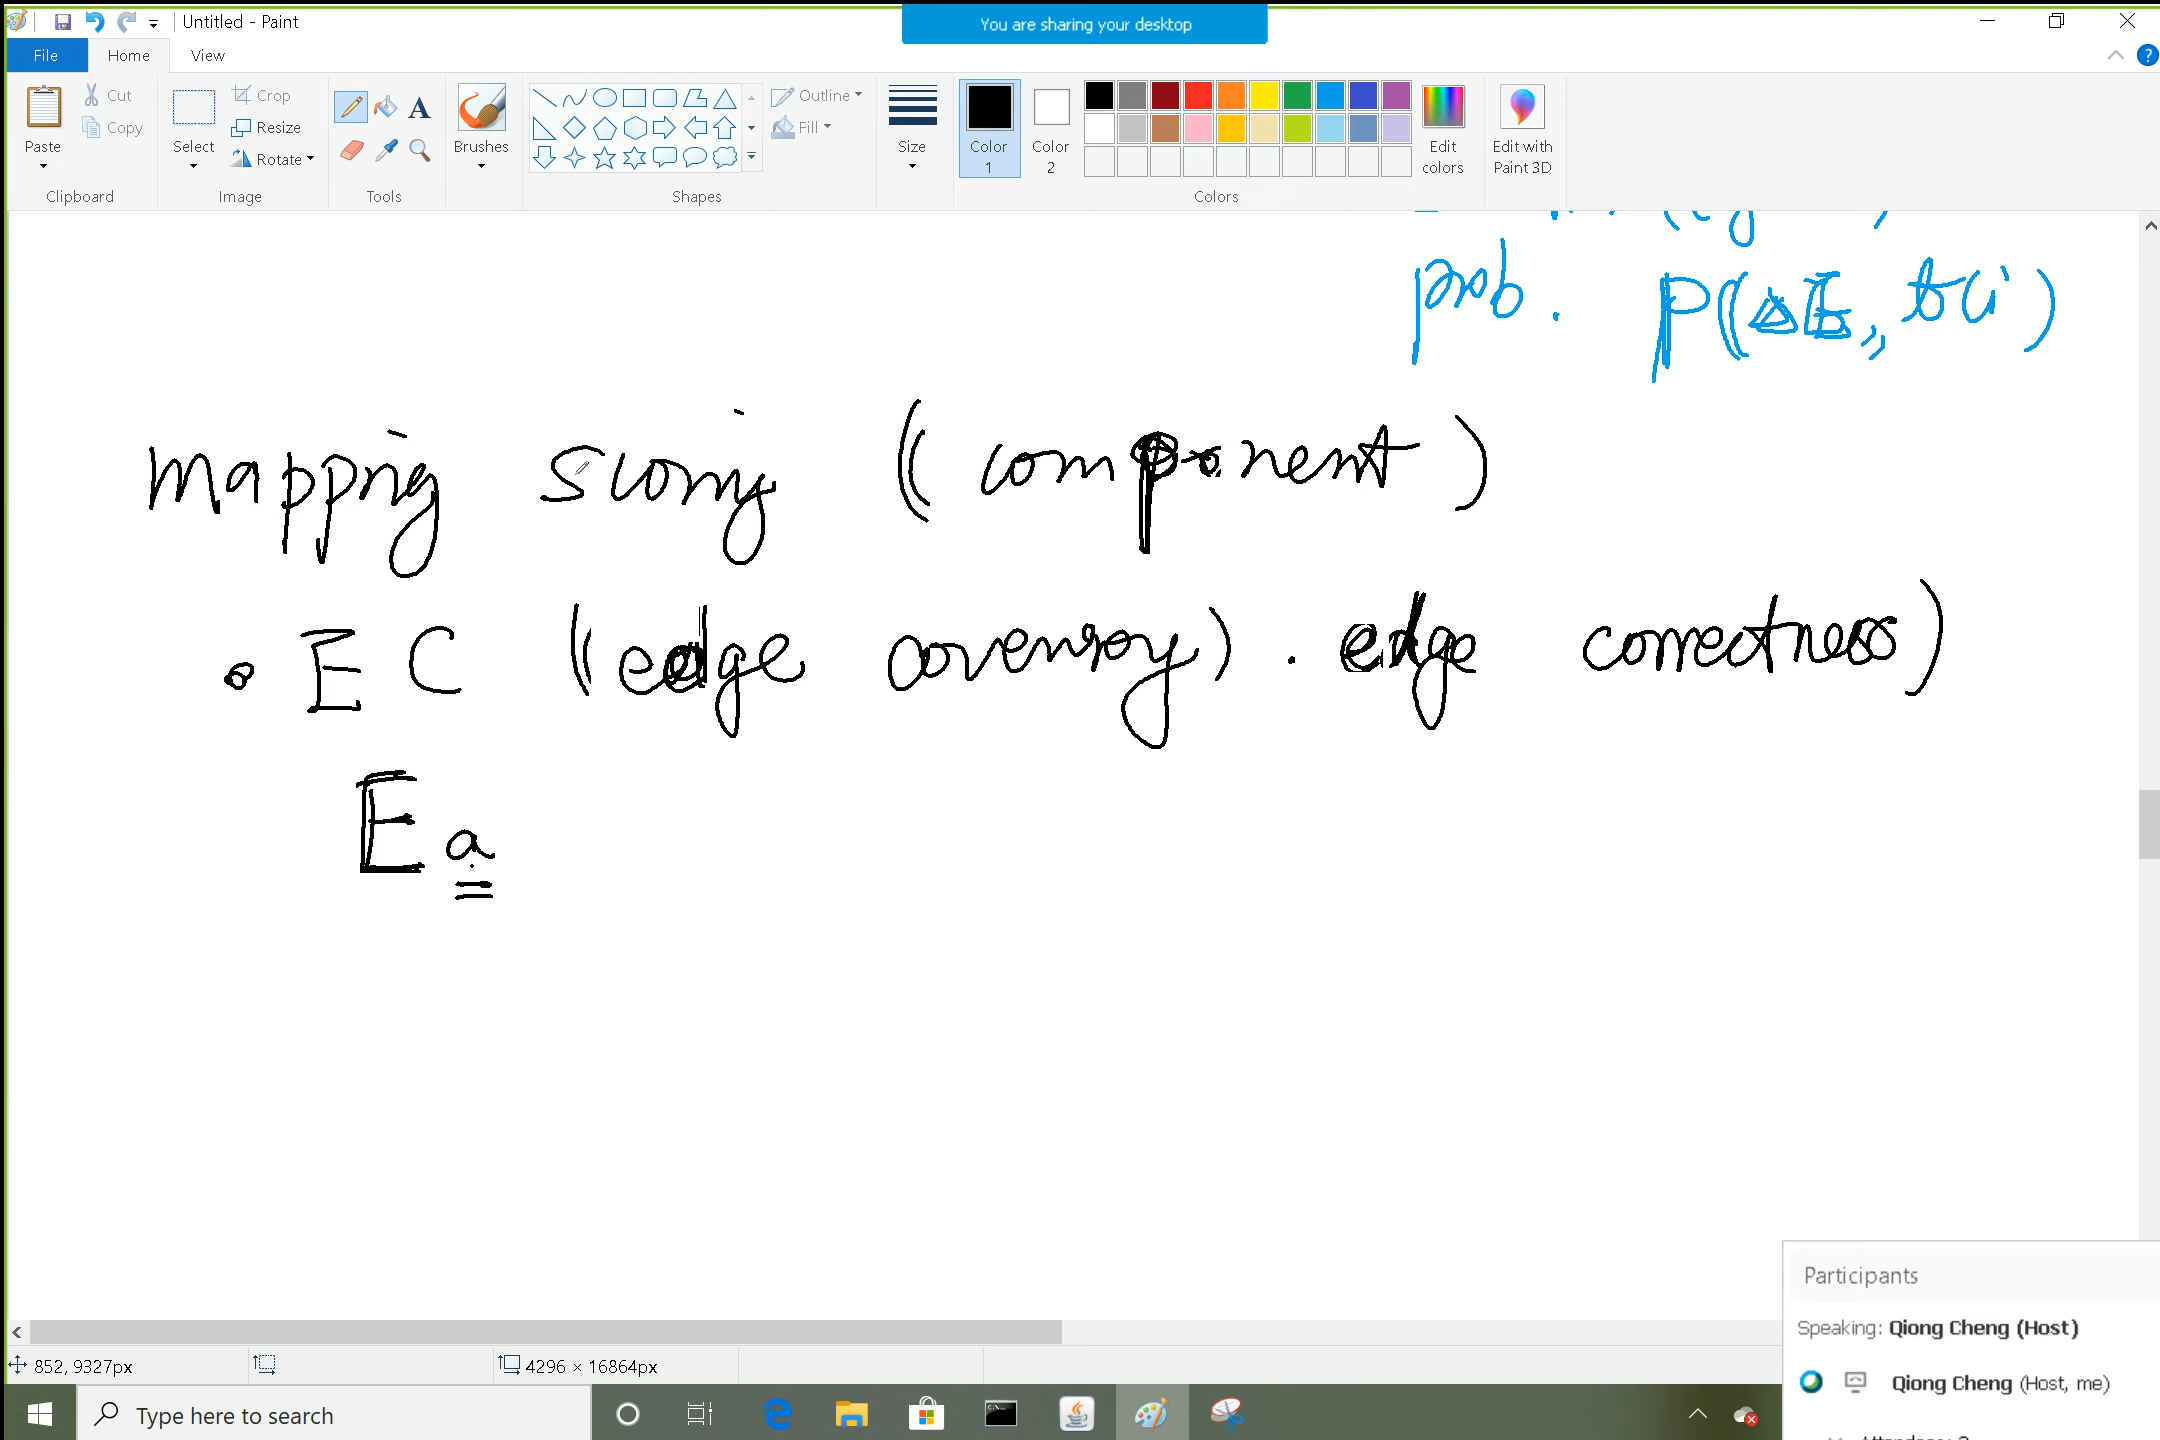 Untitled - Paint
You are sharing your desktop
File Home View
Paste
Cut
Copy
Clipboard
Select
Crop
Resize
Rotate
Image
Tools
Brushes
Shapes
Outline
Fill
Size
Color 1
Color 2
Edit colors
Edit with Paint 3D
Colors
prob. P(ΔE,, t(i)
mapping scoring ((component)
EC ((edge coverage). edge correctness)
Ea
Participants
Speaking: Qiong Cheng (Host)
Qiong Cheng (Host, me)
852, 9327px
4296 × 16864px
Type here to search